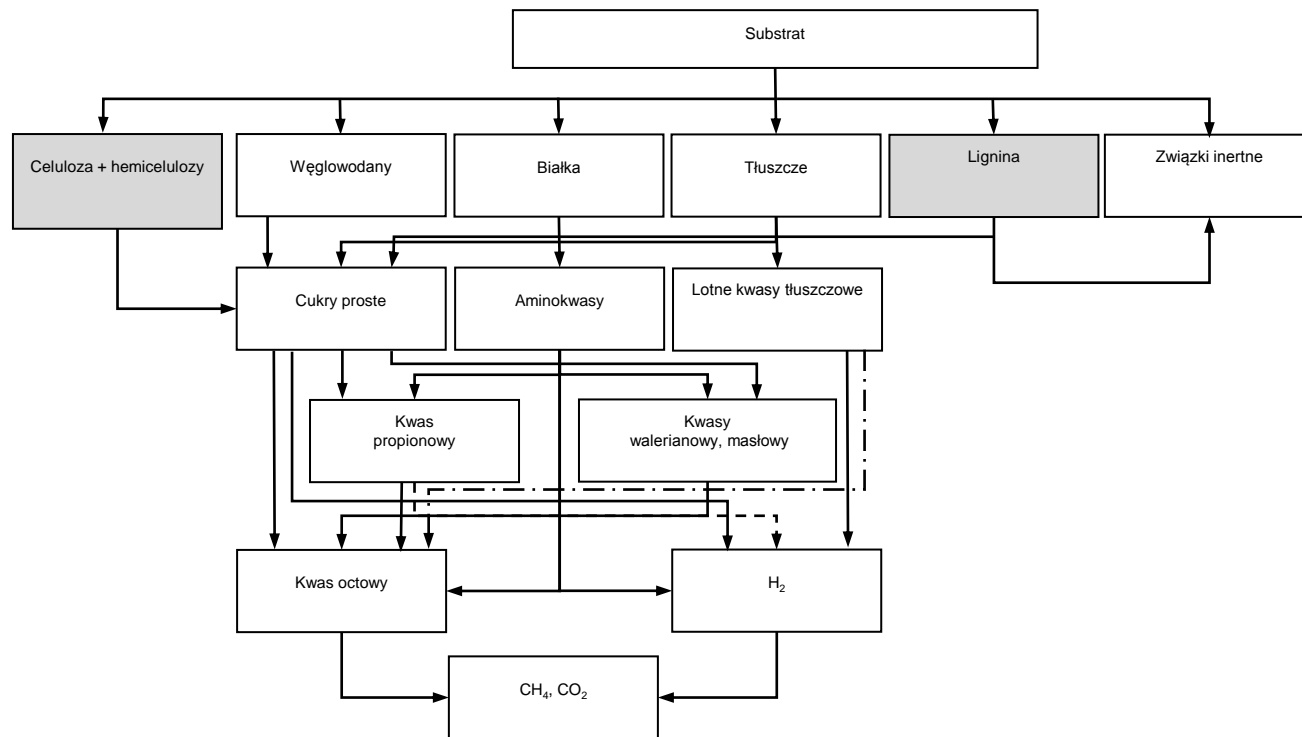 Substrat
Celuloza + hemicelulozy
Węglowodany
Białka
Tłuszcze
Lignina
Związki inertne
Cukry proste
Aminokwasy
Lotne kwasy tłuszczowe
Kwas
propionowy
Kwasy
walerianowy, masłowy
Kwas octowy
H₂
CH₄, CO₂